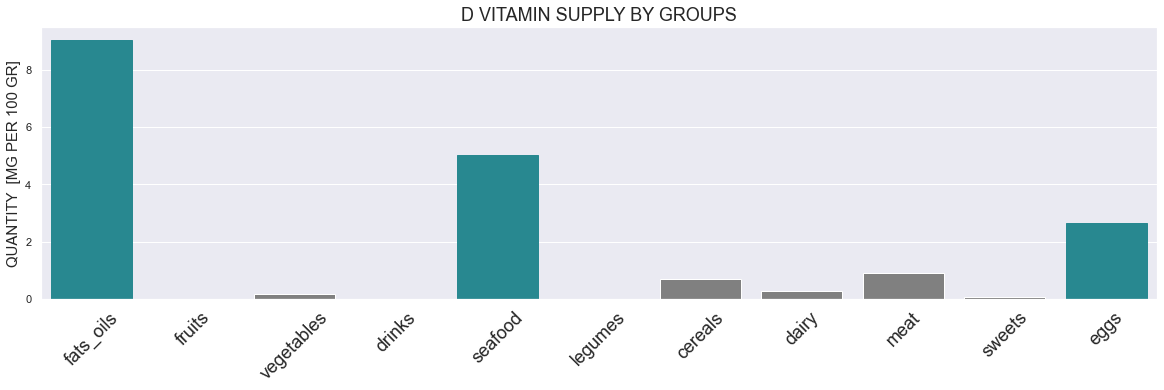 D VITAMIN SUPPLY BY GROUPS
QUANTITY [MG PER 100 GR]
8
6
4
2
0
fats_oils
fruits
vegetables
drinks
seafood
legumes
cereals
dairy
meat
sweets
eggs